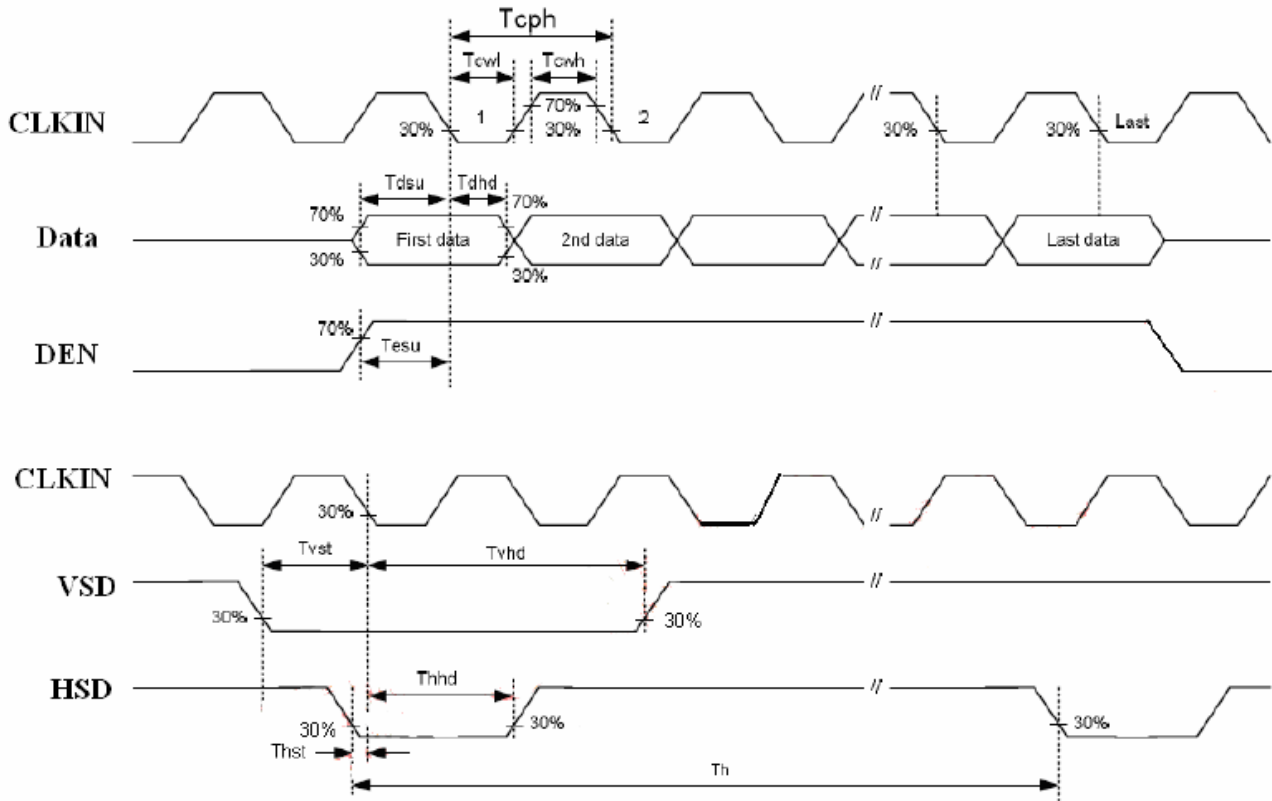 Tcph
Tcwl Tcwh
CLKIN 30% 1 70% 30% 2 // 30% 30% Last
Tdsu Tdhd
70% 70%
Data First data 2nd data // Last data
30% 30%
70%
DEN Tesu //
CLKIN 30% //
Tvst Tvhd
VSD 30% 30% //
HSD Thhd //
30% 30% 30%
Thst
Th